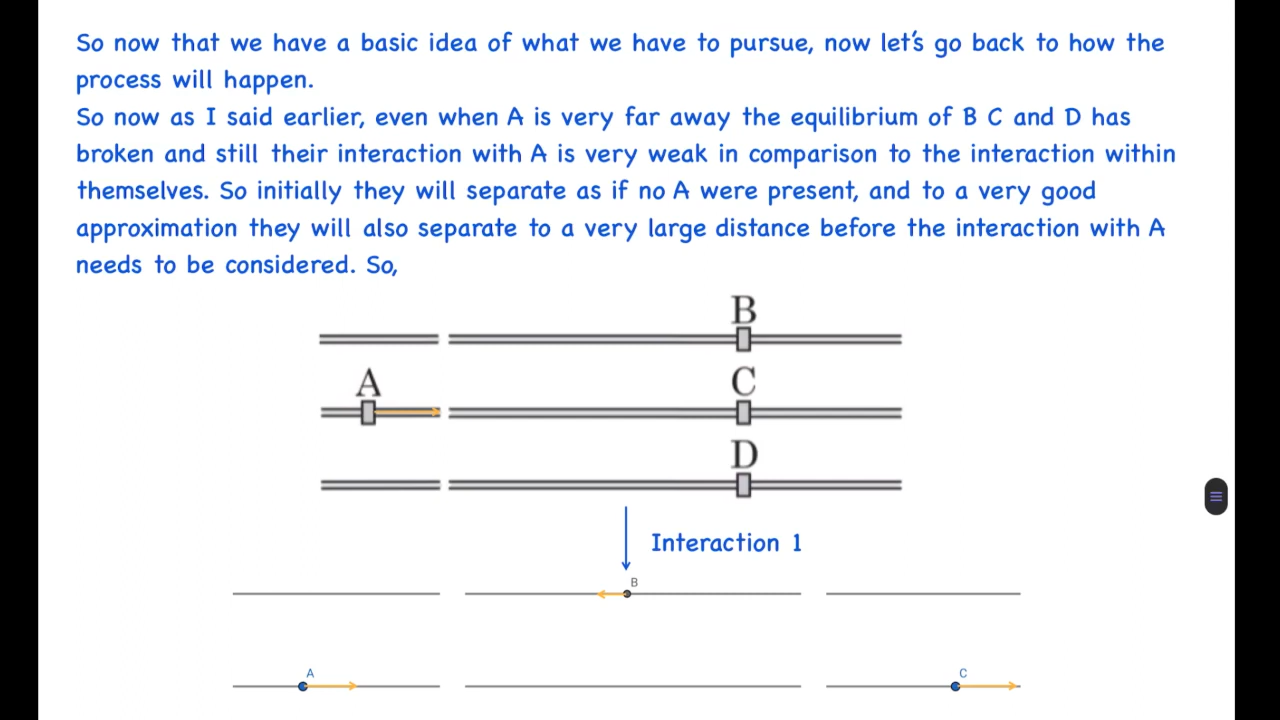 So now that we have a basic idea of what we have to pursue, now let's go back to how the
process will happen.
So now as I said earlier, even when A is very far away the equilibrium of B C and D has
broken and still their interaction with A is very weak in comparison to the interaction within
themselves. So initially they will separate as if no A were present, and to a very good
approximation they will also separate to a very large distance before the interaction with A
needs to be considered. So,
B
A
C
D
Interaction 1
B
A
C